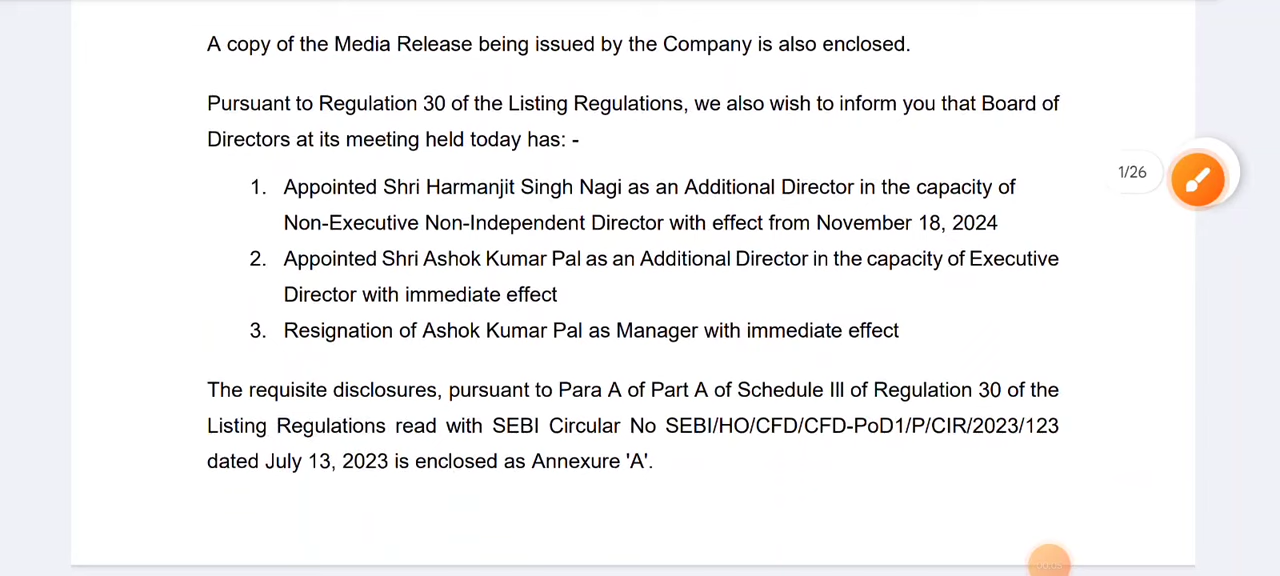 A copy of the Media Release being issued by the Company is also enclosed.
Pursuant to Regulation 30 of the Listing Regulations, we also wish to inform you that Board of
Directors at its meeting held today has: -
1. Appointed Shri Harmanjit Singh Nagi as an Additional Director in the capacity of
Non-Executive Non-Independent Director with effect from November 18, 2024
2. Appointed Shri Ashok Kumar Pal as an Additional Director in the capacity of Executive
Director with immediate effect
3. Resignation of Ashok Kumar Pal as Manager with immediate effect
The requisite disclosures, pursuant to Para A of Part A of Schedule III of Regulation 30 of the
Listing Regulations read with SEBI Circular No SEBI/HO/CFD/CFD-PoD1/P/CIR/2023/123
dated July 13, 2023 is enclosed as Annexure 'A'.
1/26